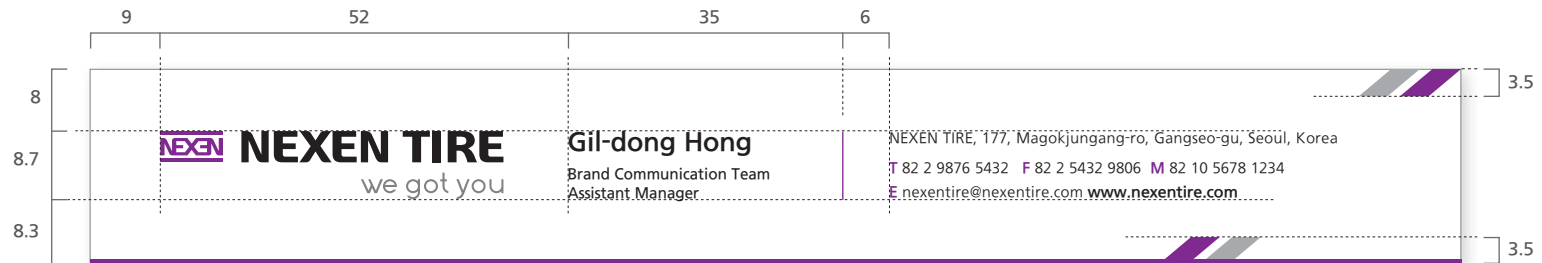 9 52 35 6
8 3.5
NEXEN NEXEN TIRE Gil-dong Hong NEXEN TIRE, 177, Magokjungang-ro, Gangseo-gu, Seoul, Korea
8.7
T 82 2 9876 5432 F 82 2 5432 9806 M 82 10 5678 1234
we got you Brand Communication Team
Assistant Manager E nexentire@nexentire.com www.nexentire.com
8.3
3.5